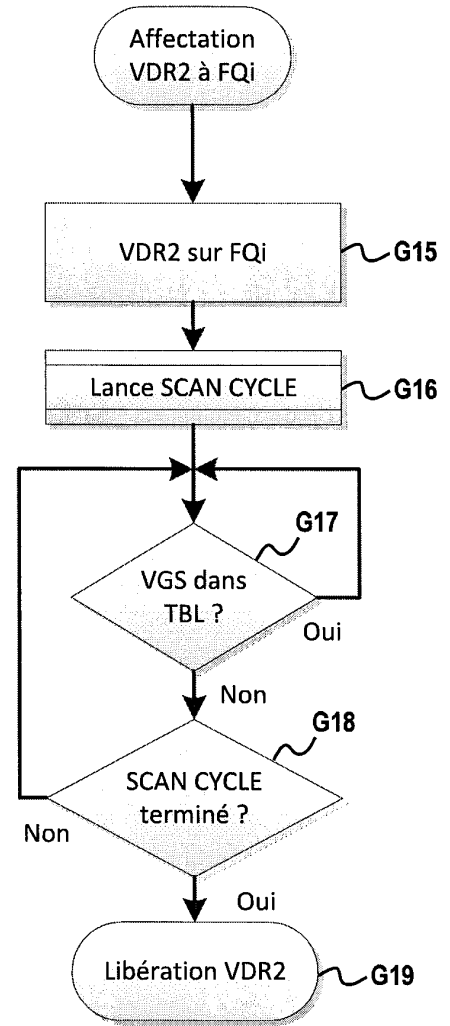 Affectation
VDR2 à FQi
VDR2 sur FQi
G15
Lance SCAN CYCLE
G16
G17
VGS dans
TBL ?
Oui
Non
G18
SCAN CYCLE
terminé ?
Non
Oui
Libération VDR2
G19